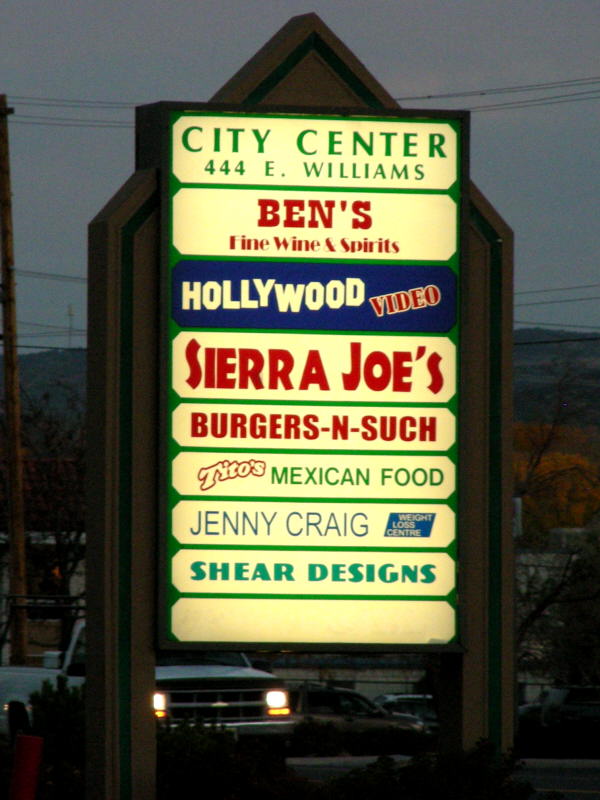 CITY CENTER
444 E. WILLIAMS
BEN'S
Fine Wine & Spirits
HOLLYWOOD VIDEO
SIERRA JOE'S
BURGERS-N-SUCH
Tito's MEXICAN FOOD
JENNY CRAIG WEIGHT
LOSS
CENTRE
SHEAR DESIGNS